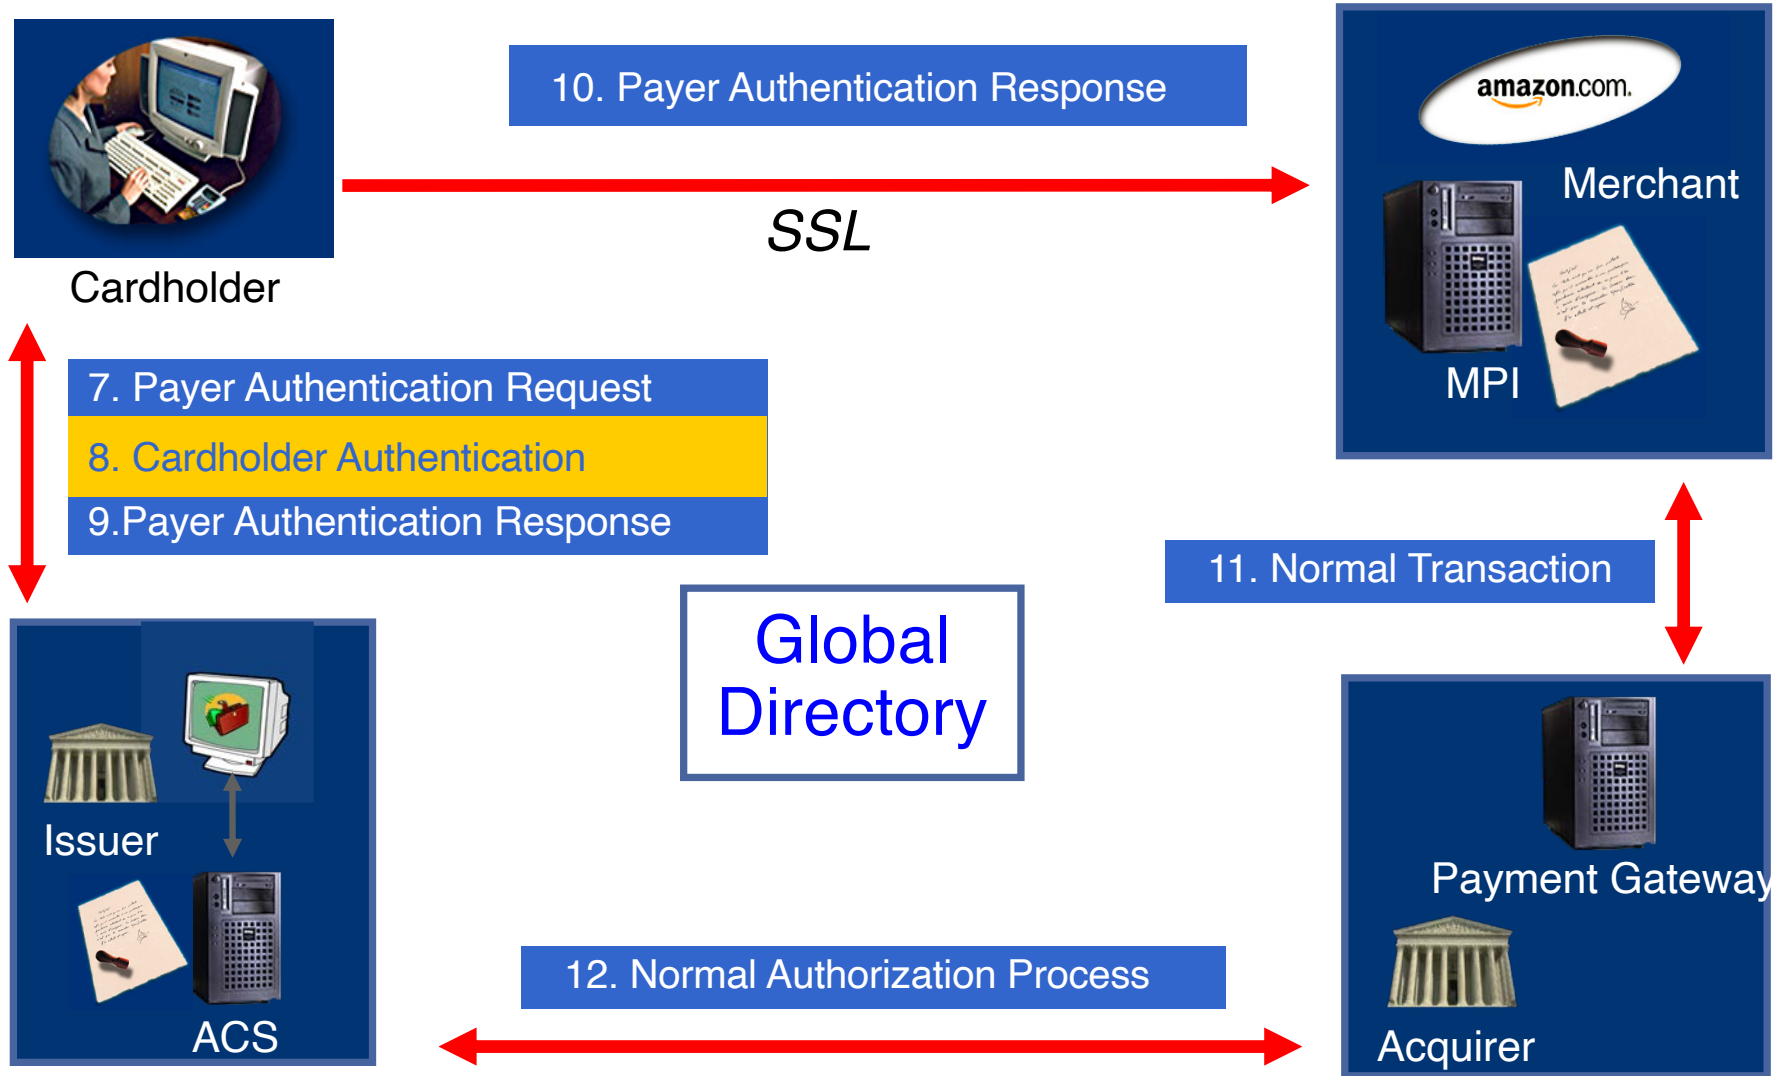 10. Payer Authentication Response
amazon.com.
Merchant
SSL
Cardholder
MPI
7. Payer Authentication Request
8. Cardholder Authentication
9.Payer Authentication Response
11. Normal Transaction
Global
Directory
Issuer
Payment Gateway
12. Normal Authorization Process
ACS
Acquirer